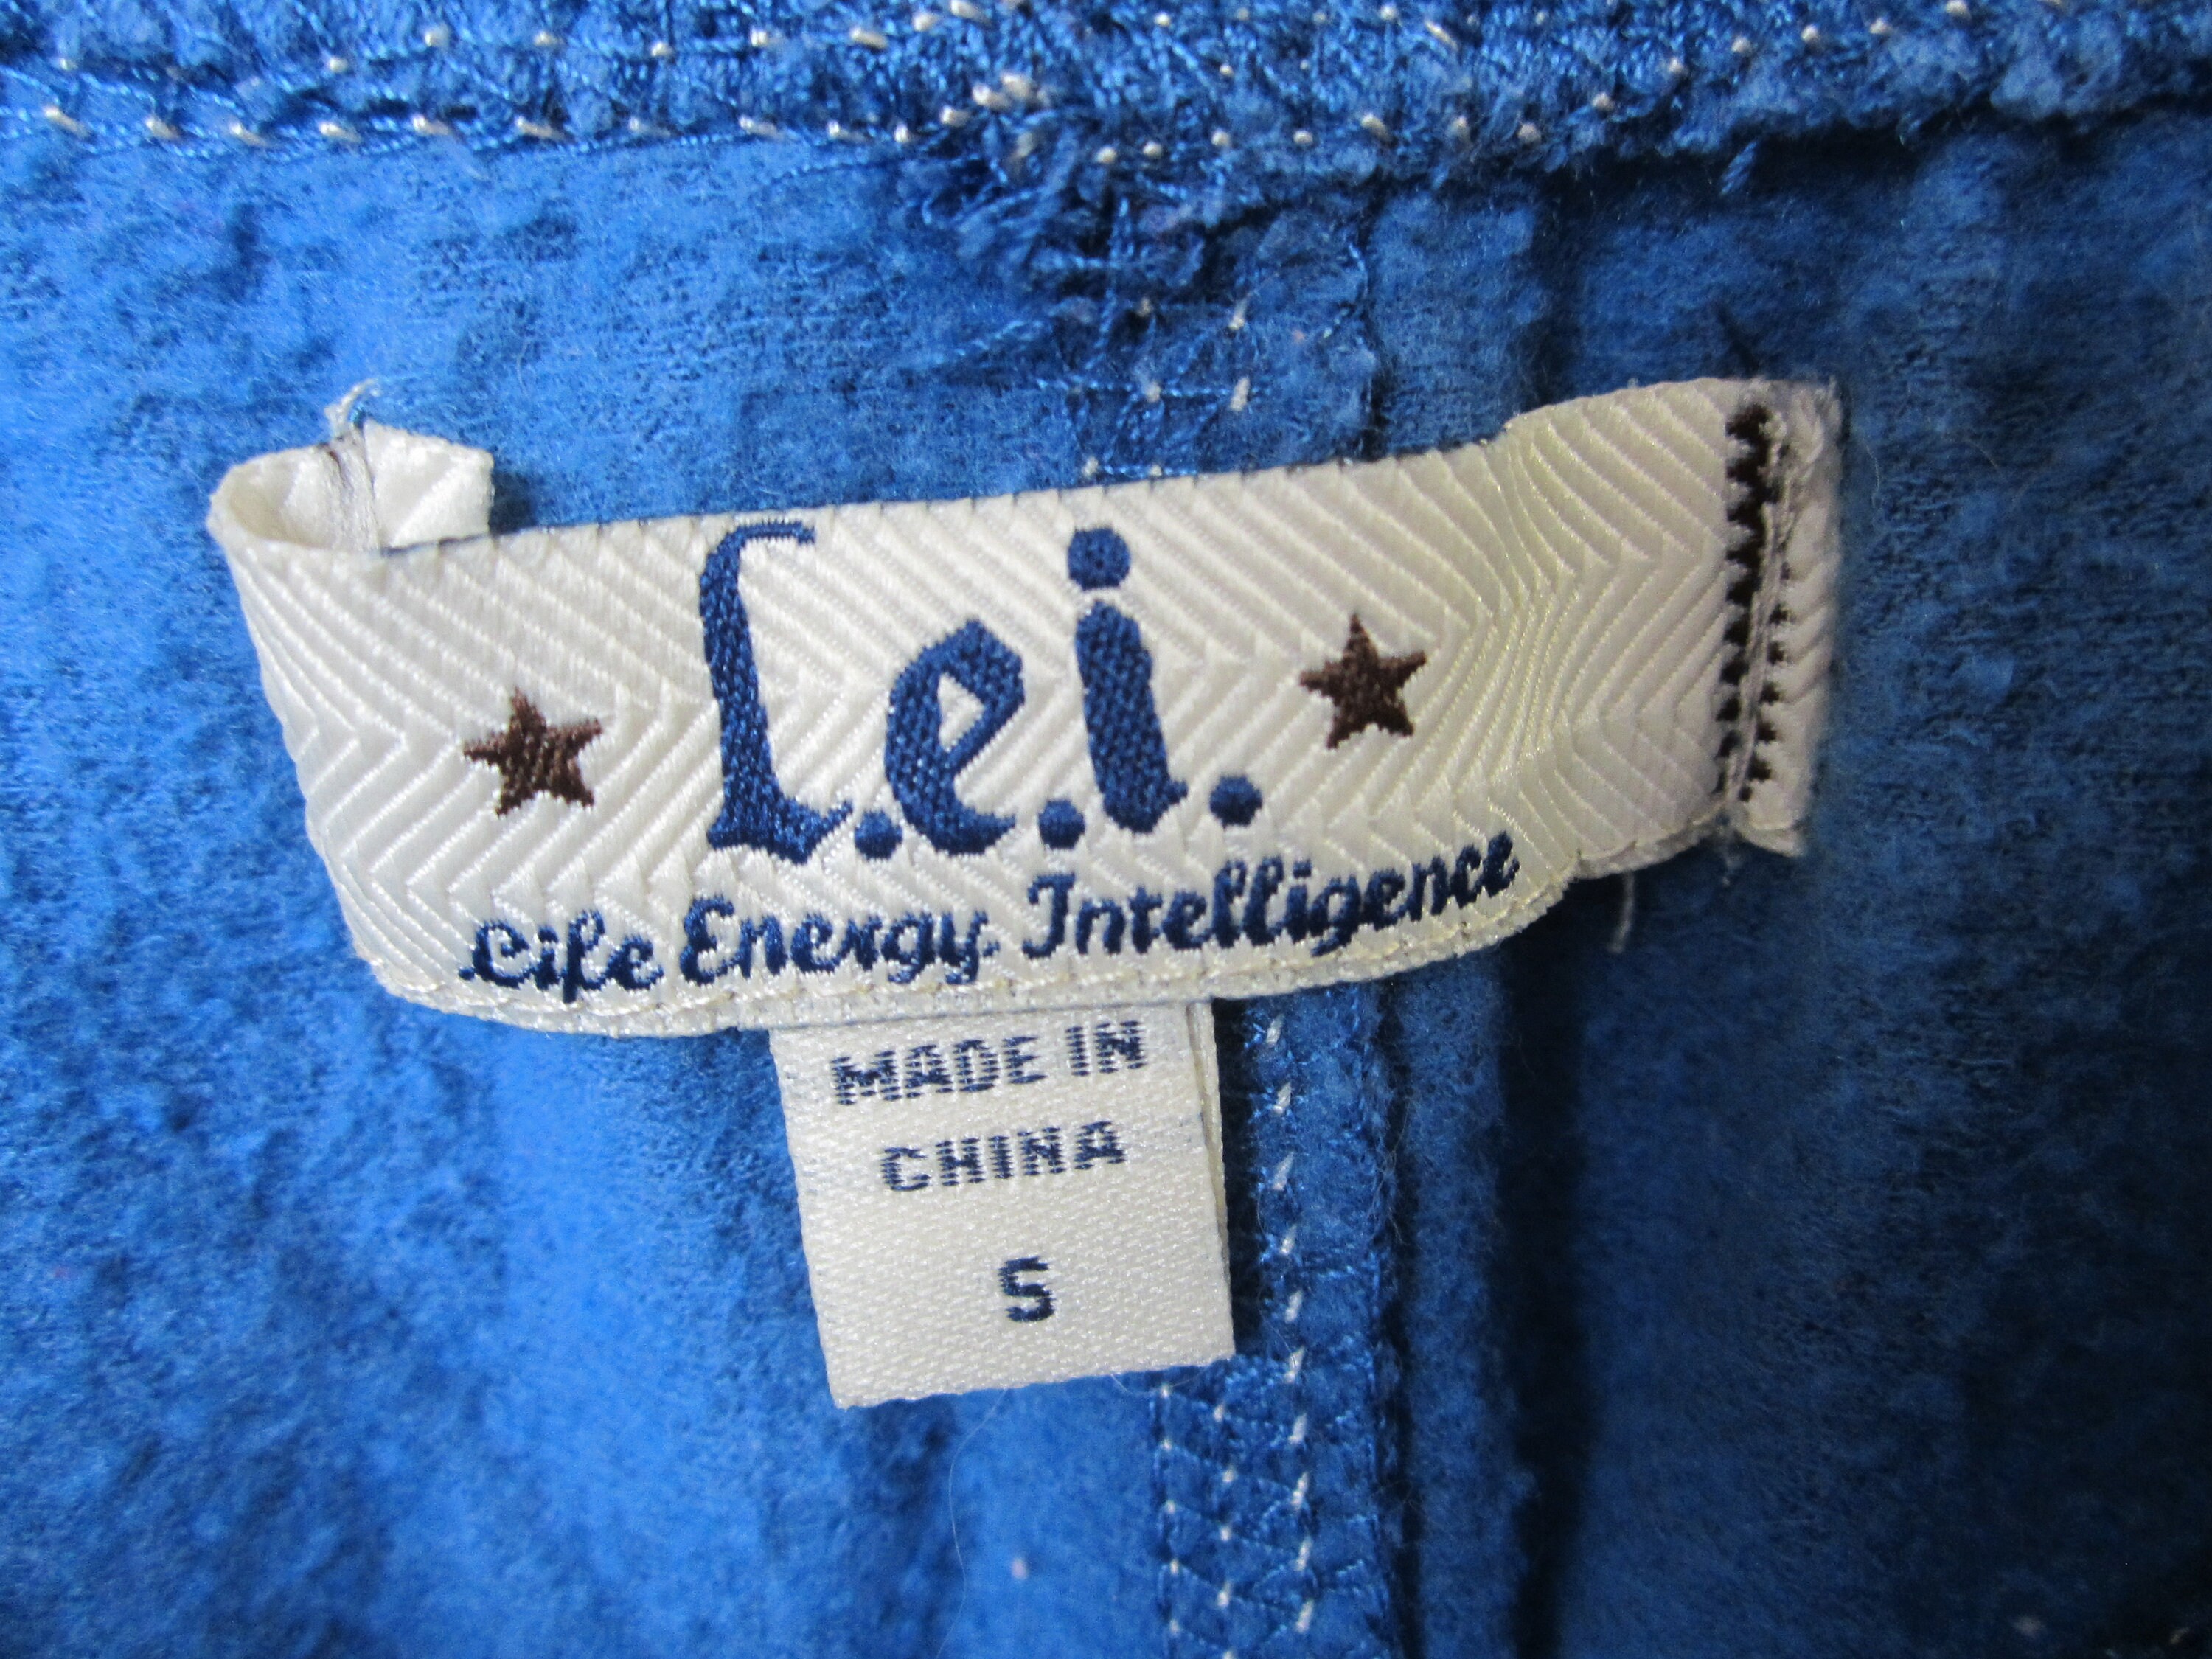 L.e.i.
Life Energy Intelligence
MADE IN
CHINA
S